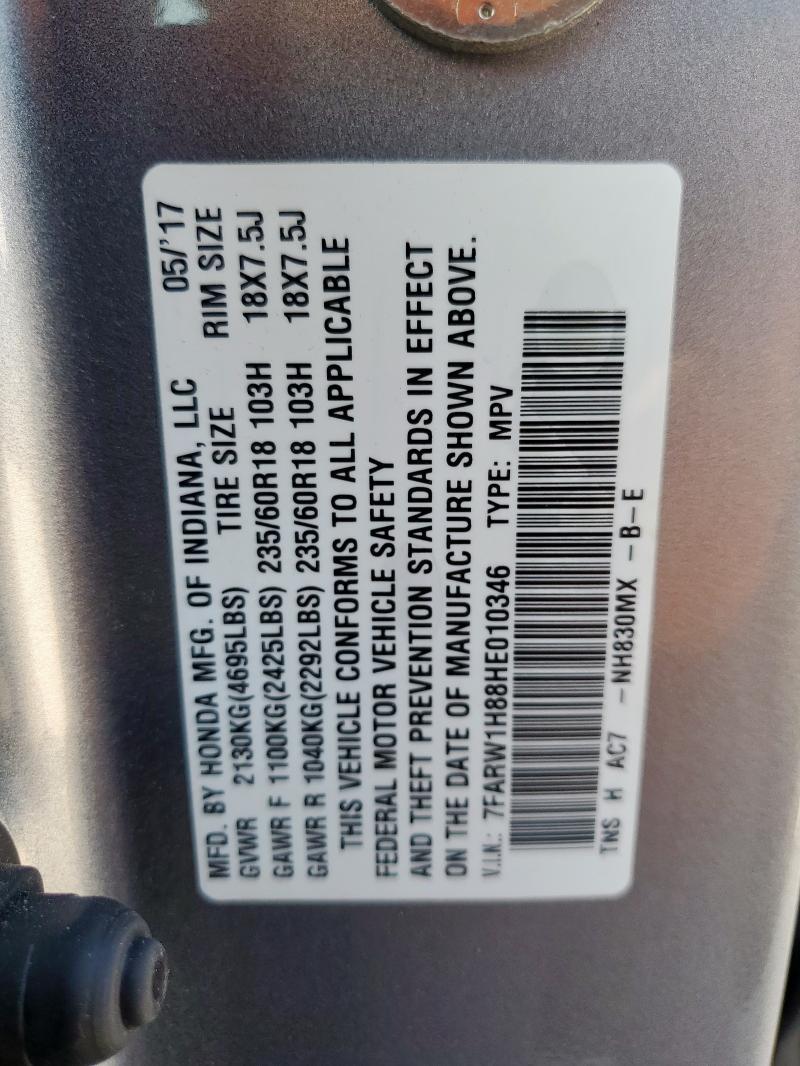 MFD. BY HONDA MFG. OF INDIANA, LLC 05/'17
GVWR 2130KG(4695LBS) TIRE SIZE RIM SIZE
GAWR F 1100KG(2425LBS) 235/60R18 103H 18X7.5J
GAWR R 1040KG(2292LBS) 235/60R18 103H 18X7.5J
THIS VEHICLE CONFORMS TO ALL APPLICABLE
FEDERAL MOTOR VEHICLE SAFETY
AND THEFT PREVENTION STANDARDS IN EFFECT
ON THE DATE OF MANUFACTURE SHOWN ABOVE.
V.I.N.: 7FARW1H88HE010346 TYPE: MPV
TNS H AC7 -NH830MX -B-E